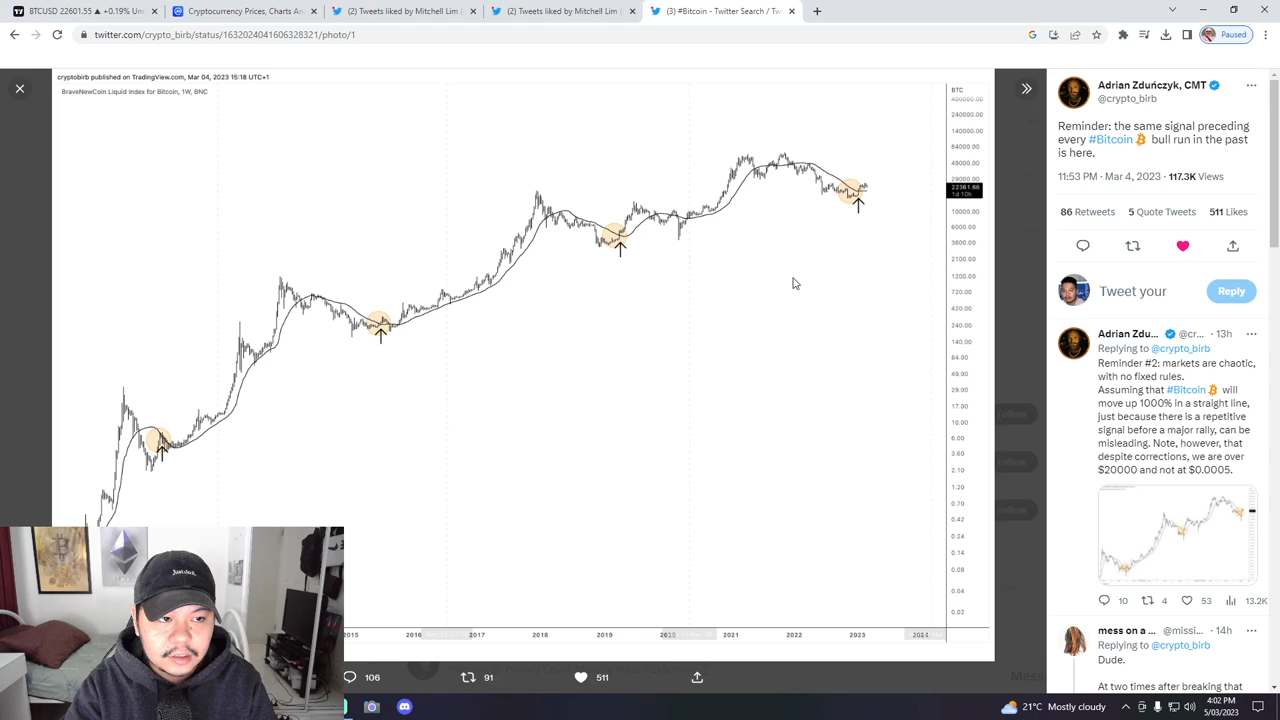 BTCUSD 22601.55 ▲ +0.19% Un
Cryptocurrency Prices, Charts An
(2) Tweets liked by Mitchell Lim (
(2) Tweets liked by Mitchell Lim (
(3) #Bitcoin - Twitter Search / Tw
twitter.com/crypto_birb/status/1632024041606328321/photo/1
Paused
cryptobirb published on TradingView.com, Mar 04, 2023 15:18 UTC+1
BraveNewCoin Liquid Index for Bitcoin, 1W, BNC
BTC
400000.00
240000.00
140000.00
84000.00
49000.00
29000.00
22361.66
1d 10h
10000.00
6000.00
3600.00
2100.00
1200.00
720.00
420.00
240.00
140.00
84.00
49.00
29.00
17.00
10.00
6.00
3.60
2.10
1.20
0.70
0.42
0.24
0.14
0.08
0.04
0.02
2015 2016 2017 2018 2019 2020 2021 2022 2023 2024
106 91 511
Follow
Follow
Follow
Mess
Adrian Zduńczyk, CMT
@crypto_birb
Reminder: the same signal preceding
every #Bitcoin bull run in the past
is here.
11:53 PM · Mar 4, 2023 · 117.3K Views
86 Retweets 5 Quote Tweets 511 Likes
Tweet your
Reply
Adrian Zdu... @cr... · 13h
Replying to @crypto_birb
Reminder #2: markets are chaotic,
with no fixed rules.
Assuming that #Bitcoin will
move up 1000% in a straight line,
just because there is a repetitive
signal before a major rally, can be
misleading. Note, however, that
despite corrections, we are over
$20000 and not at $0.0005.
10 4 53 13.2K
mess on a ... @missi... · 14h
Replying to @crypto_birb
Dude.
At two times after breaking that
just do it.
21°C Mostly cloudy
4:02 PM
5/03/2023